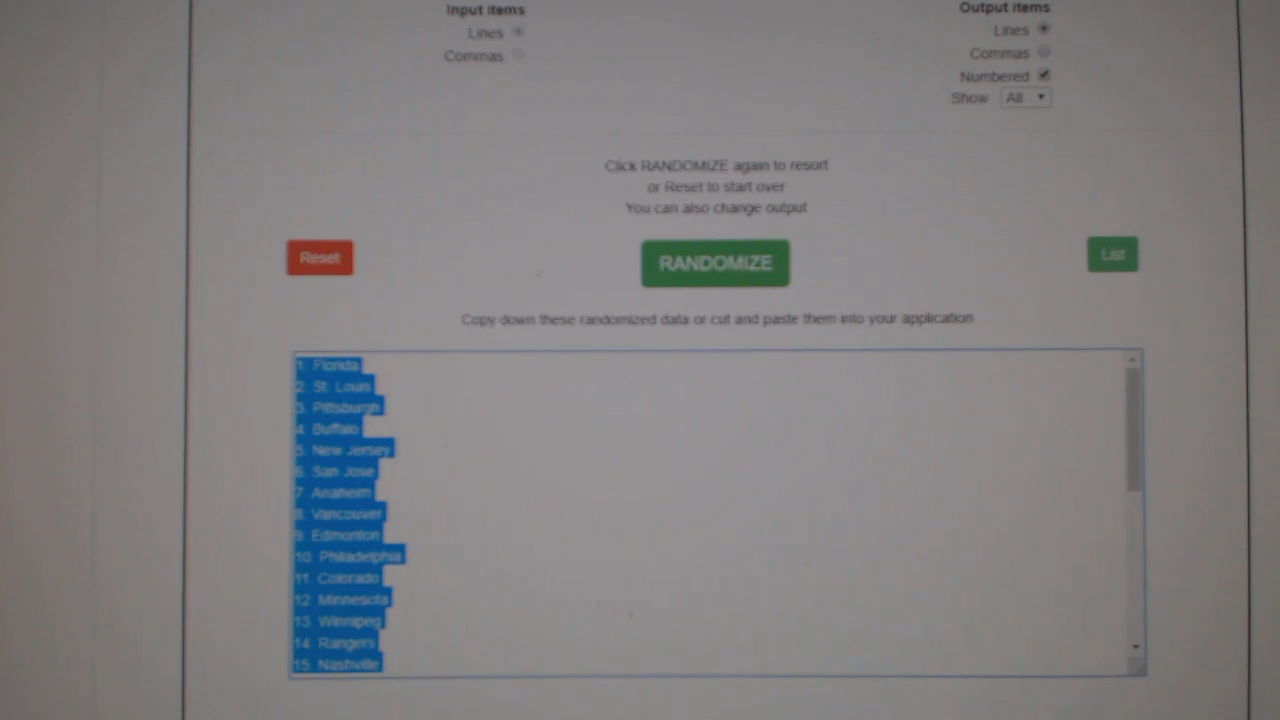 Input items
Lines
Commas
Output items
Lines
Commas
Numbered
Show All
Click RANDOMIZE again to resort
or Reset to start over
You can also change output
Reset
RANDOMIZE
List
Copy down these randomized data or cut and paste them into your application
1. Florida
2. St. Louis
3. Pittsburgh
4. Buffalo
5. New Jersey
6. San Jose
7. Anaheim
8. Vancouver
9. Edmonton
10. Philadelphia
11. Colorado
12. Minnesota
13. Winnipeg
14. Rangers
15. Nashville